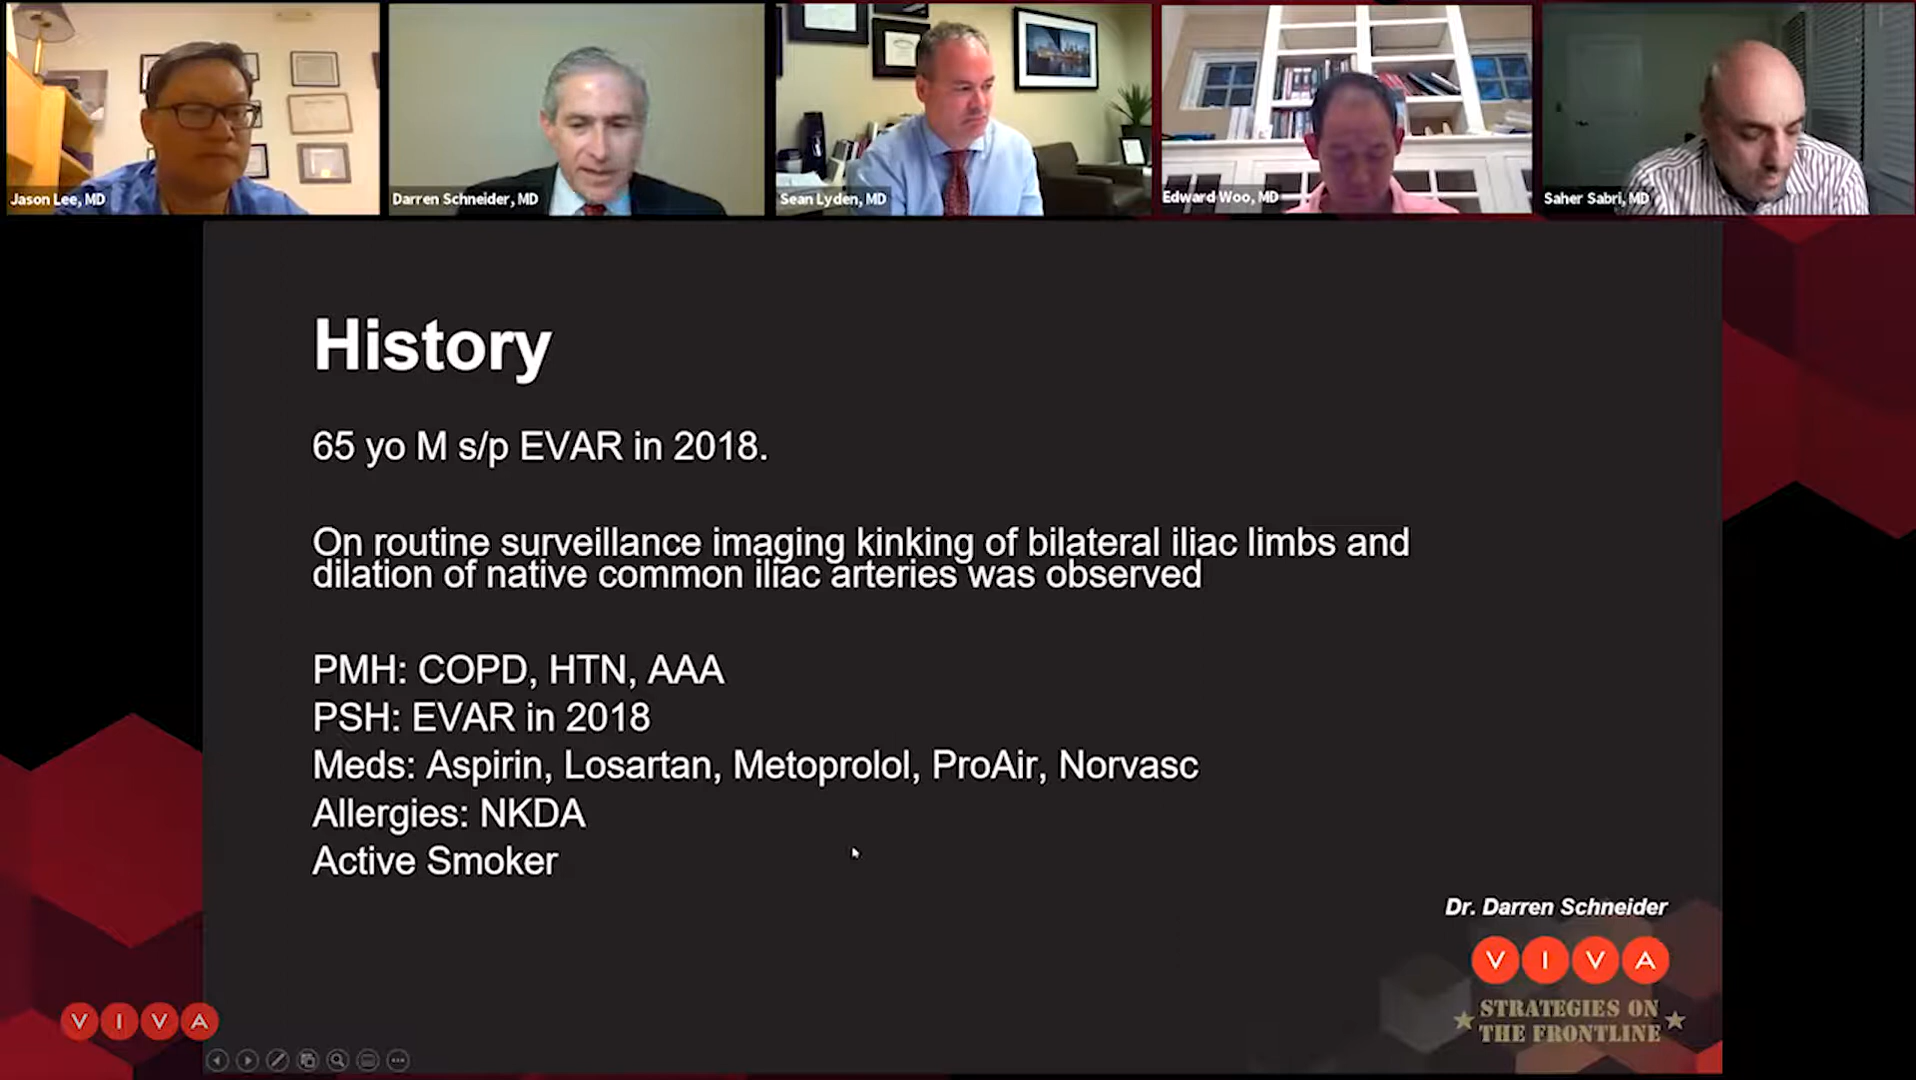 Jason Lee, MD
Darren Schneider, MD
Sean Lyden, MD
Edward Woo, MD
Saher Sabri, MD
History
65 yo M s/p EVAR in 2018.
On routine surveillance imaging kinking of bilateral iliac limbs and
dilation of native common iliac arteries was observed
PMH: COPD, HTN, AAA
PSH: EVAR in 2018
Meds: Aspirin, Losartan, Metoprolol, ProAir, Norvasc
Allergies: NKDA
Active Smoker
Dr. Darren Schneider
VIVA
STRATEGIES ON
THE FRONTLINE
VIVA